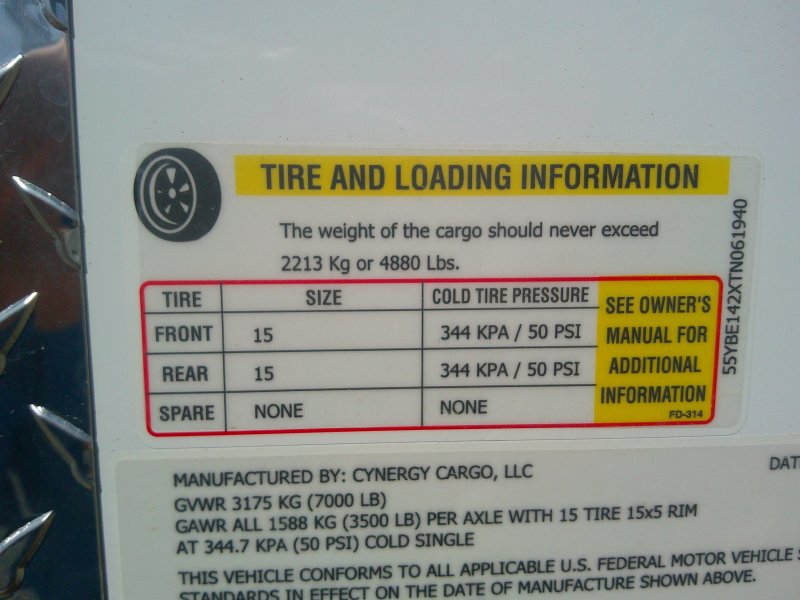 TIRE AND LOADING INFORMATION
The weight of the cargo should never exceed
2213 Kg or 4880 Lbs.
TIRE SIZE COLD TIRE PRESSURE
FRONT 15 344 KPA / 50 PSI
REAR 15 344 KPA / 50 PSI
SPARE NONE NONE
SEE OWNER'S
MANUAL FOR
ADDITIONAL
INFORMATION
FD-314
55YBE142XTN061940
MANUFACTURED BY: CYNERGY CARGO, LLC
DAT
GVWR 3175 KG (7000 LB)
GAWR ALL 1588 KG (3500 LB) PER AXLE WITH 15 TIRE 15x5 RIM
AT 344.7 KPA (50 PSI) COLD SINGLE
THIS VEHICLE CONFORMS TO ALL APPLICABLE U.S. FEDERAL MOTOR VEHICLE S
STANDARDS IN EFFECT ON THE DATE OF MANUFACTURE SHOWN ABOVE.